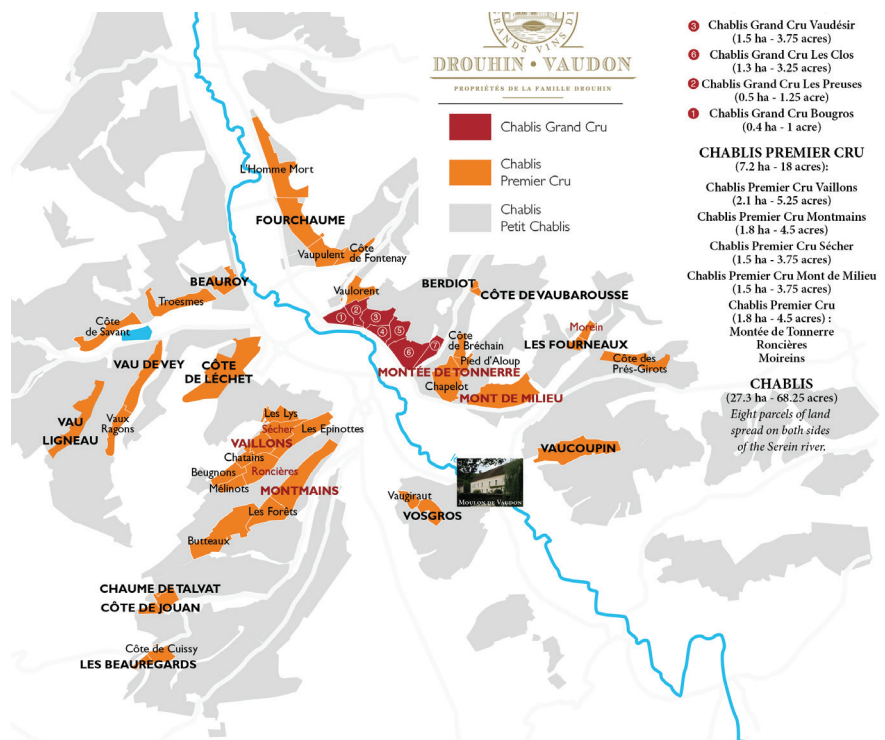 GRANDS VINS DE
DROUHIN • VAUDON
PROPRIÉTÉS DE LA FAMILLE DROUHIN
Chablis Grand Cru
Chablis
Premier Cru
Chablis
Petit Chablis
3 Chablis Grand Cru Vaudésir
(1.5 ha - 3.75 acres)
6 Chablis Grand Cru Les Clos
(1.3 ha - 3.25 acres)
2 Chablis Grand Cru Les Preuses
(0.5 ha - 1.25 acre)
1 Chablis Grand Cru Bougros
(0.4 ha - 1 acre)
CHABLIS PREMIER CRU
(7.2 ha - 18 acres):
Chablis Premier Cru Vaillons
(2.1 ha - 5.25 acres)
Chablis Premier Cru Montmains
(1.8 ha - 4.5 acres)
Chablis Premier Cru Sécher
(1.5 ha - 3.75 acres)
Chablis Premier Cru Mont de Milieu
(1.5 ha - 3.75 acres)
Chablis Premier Cru
(1.8 ha - 4.5 acres) :
Montée de Tonnerre
Roncières
Moireins
CHABLIS
(27.3 ha - 68.25 acres)
Eight parcels of land
spread on both sides
of the Serein river.
L'Homme Mort
FOURCHAUME
Vaupulent
Côte
de Fontenay
BEAUROY
Troesmes
Côte
de Savant
Vaulorent
1
2
3
4
5
6
7
BERDIOT
CÔTE DE VAUBAROUSSE
Côte
de Bréchain
Pied d'Aloup
MONTÉE DE TONNERRE
Chapelot
MONT DE MILIEU
Morein
LES FOURNEAUX
Côte des
Prés-Girots
VAU DE VEY
CÔTE
DE LÉCHET
VAU
LIGNEAU
Vaux
Ragons
Les Lys
Sécher
Les Epinottes
VAILLONS
Chatains
Beugnons
Roncières
Mélinots
MONTMAINS
Les Forêts
Butteaux
VAUCOUPIN
Vaugiraut
VOSGROS
MOULON DE VAUDON
CHAUME DE TALVAT
CÔTE DE JOUAN
Côte de Cuissy
LES BEAUREGARDS